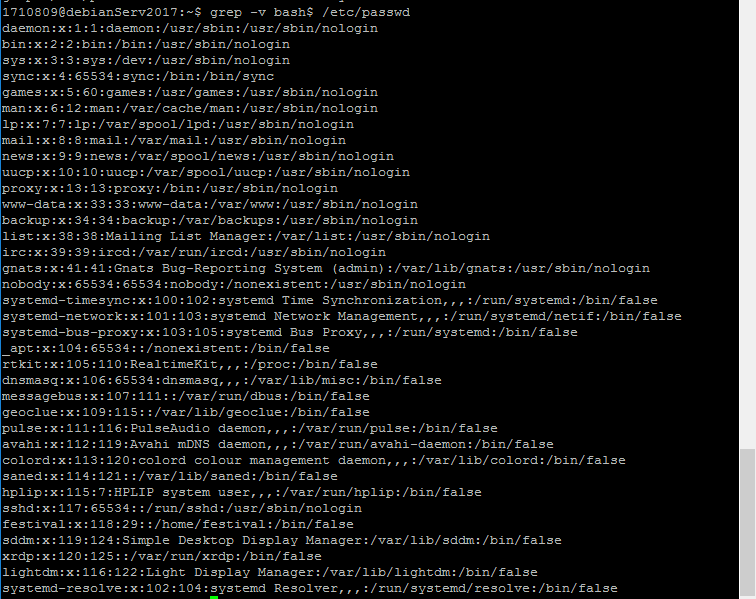 1710809@debianServ2017:~$ grep -v bash$ /etc/passwd
daemon:x:1:1:daemon:/usr/sbin:/usr/sbin/nologin
bin:x:2:2:bin:/bin:/usr/sbin/nologin
sys:x:3:3:sys:/dev:/usr/sbin/nologin
sync:x:4:65534:sync:/bin:/bin/sync
games:x:5:60:games:/usr/games:/usr/sbin/nologin
man:x:6:12:man:/var/cache/man:/usr/sbin/nologin
lp:x:7:7:lp:/var/spool/lpd:/usr/sbin/nologin
mail:x:8:8:mail:/var/mail:/usr/sbin/nologin
news:x:9:9:news:/var/spool/news:/usr/sbin/nologin
uucp:x:10:10:uucp:/var/spool/uucp:/usr/sbin/nologin
proxy:x:13:13:proxy:/bin:/usr/sbin/nologin
www-data:x:33:33:www-data:/var/www:/usr/sbin/nologin
backup:x:34:34:backup:/var/backups:/usr/sbin/nologin
list:x:38:38:Mailing List Manager:/var/list:/usr/sbin/nologin
irc:x:39:39:ircd:/var/run/ircd:/usr/sbin/nologin
gnats:x:41:41:Gnats Bug-Reporting System (admin):/var/lib/gnats:/usr/sbin/nologin
nobody:x:65534:65534:nobody:/nonexistent:/usr/sbin/nologin
systemd-timesync:x:100:102:systemd Time Synchronization,,,:/run/systemd:/bin/false
systemd-network:x:101:103:systemd Network Management,,,:/run/systemd/netif:/bin/false
systemd-bus-proxy:x:103:105:systemd Bus Proxy,,,:/run/systemd:/bin/false
_apt:x:104:65534::/nonexistent:/bin/false
rtkit:x:105:110:RealtimeKit,,,:/proc:/bin/false
dnsmasq:x:106:65534:dnsmasq,,,:/var/lib/misc:/bin/false
messagebus:x:107:111::/var/run/dbus:/bin/false
geoclue:x:109:115::/var/lib/geoclue:/bin/false
pulse:x:111:116:PulseAudio daemon,,,:/var/run/pulse:/bin/false
avahi:x:112:119:Avahi mDNS daemon,,,:/var/run/avahi-daemon:/bin/false
colord:x:113:120:colord colour management daemon,,,:/var/lib/colord:/bin/false
saned:x:114:121::/var/lib/saned:/bin/false
hplip:x:115:7:HPLIP system user,,,:/var/run/hplip:/bin/false
sshd:x:117:65534::/run/sshd:/usr/sbin/nologin
festival:x:118:29::/home/festival:/bin/false
sddm:x:119:124:Simple Desktop Display Manager:/var/lib/sddm:/bin/false
xrdp:x:120:125::/var/run/xrdp:/bin/false
lightdm:x:116:122:Light Display Manager:/var/lib/lightdm:/bin/false
systemd-resolve:x:102:104:systemd Resolver,,,:/run/systemd/resolve:/bin/false